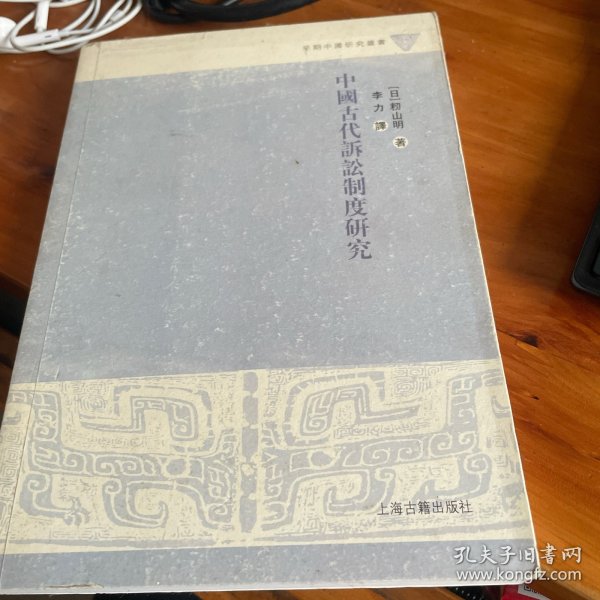 早期中國研究叢書
中國古代訴訟制度研究
［日］籾山明 著
李力 譯
上海古籍出版社
孔夫子旧书网
www.kongfz.com